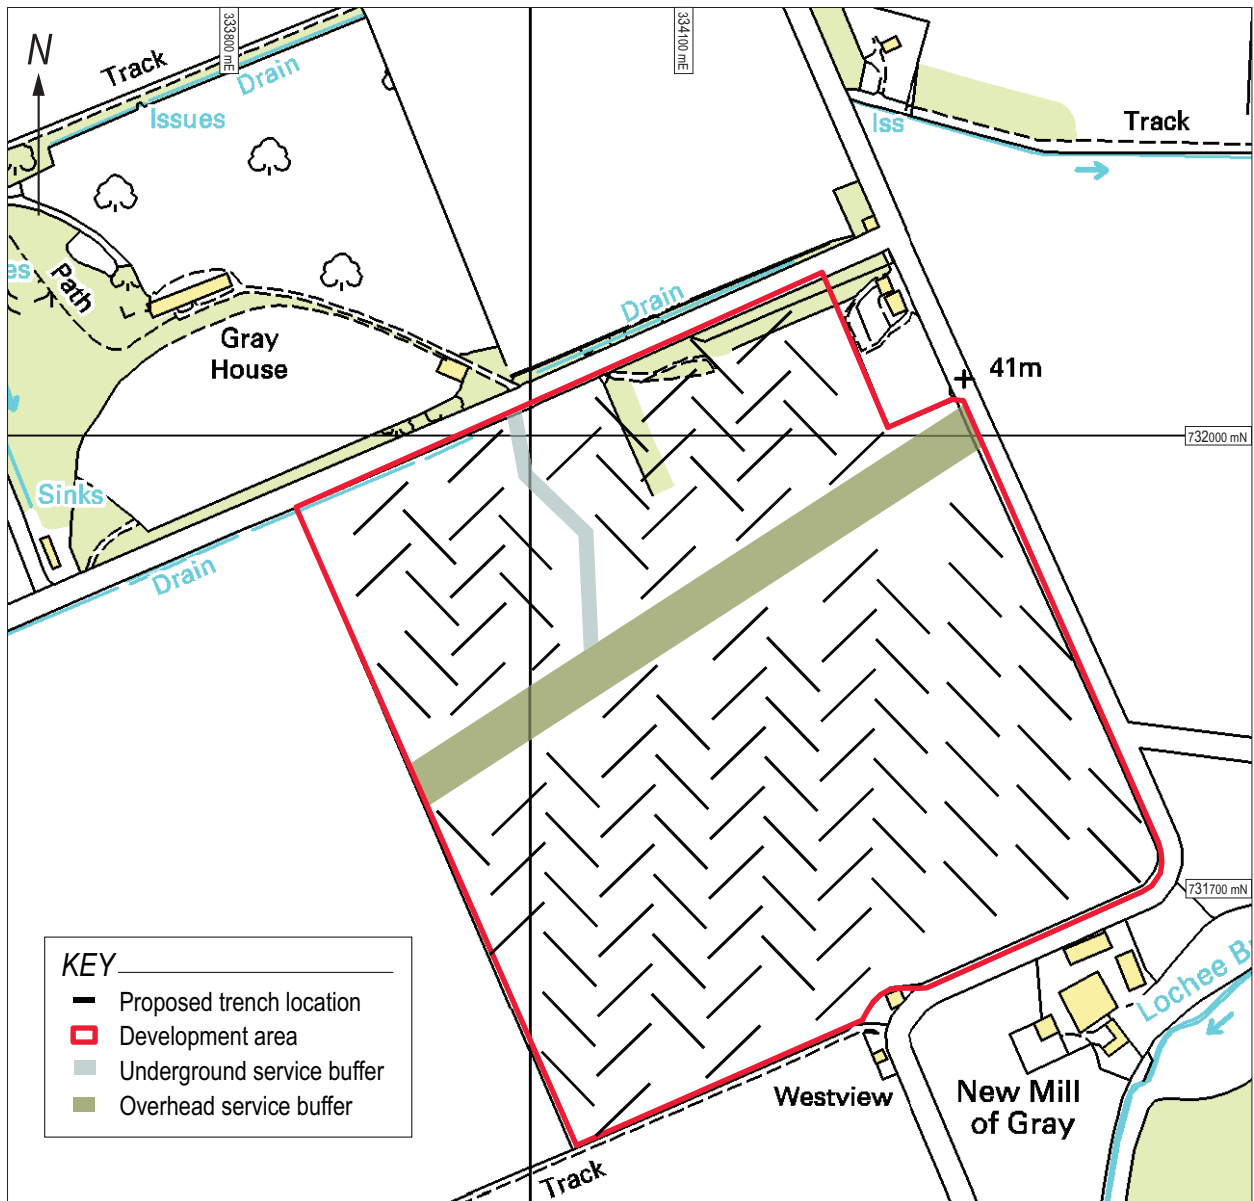 333800 mE
334100 mE
N
Track
Drain
Issues
Iss
Track
es
Path
Drain
Gray
House
41m
732000 mN
Sinks
Drain
731700 mN
KEY
Proposed trench location
Development area
Underground service buffer
Overhead service buffer
Lochee B
Westview
New Mill
of Gray
Track